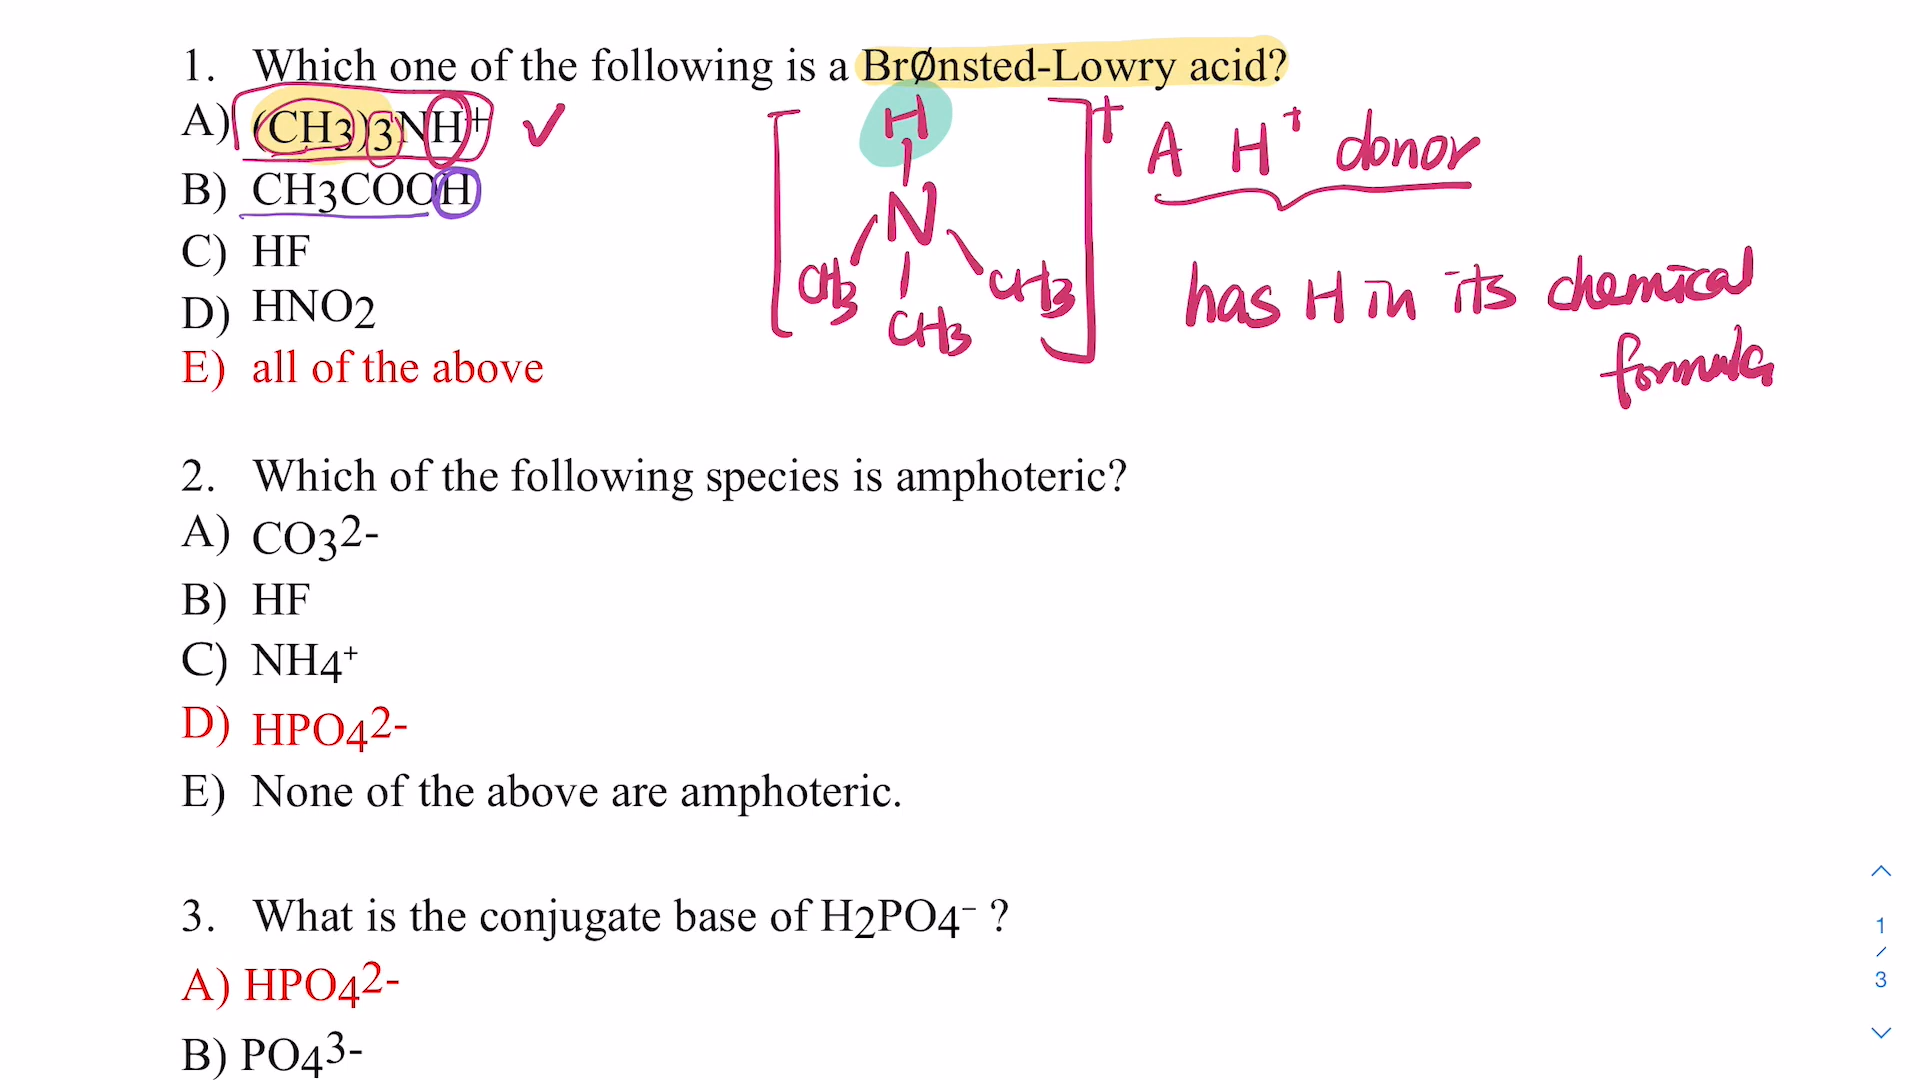 1. Which one of the following is a BrØnsted-Lowry acid?
A) (CH3)3NH+
B) CH3COOH
C) HF
D) HNO2
E) all of the above
[
H
N
CH3
CH3
CH3
]+
A H+ donor
has H in its chemical
formula
2. Which of the following species is amphoteric?
A) CO32-
B) HF
C) NH4+
D) HPO42-
E) None of the above are amphoteric.
3. What is the conjugate base of H2PO4– ?
A) HPO42-
B) PO43-
1
/
3